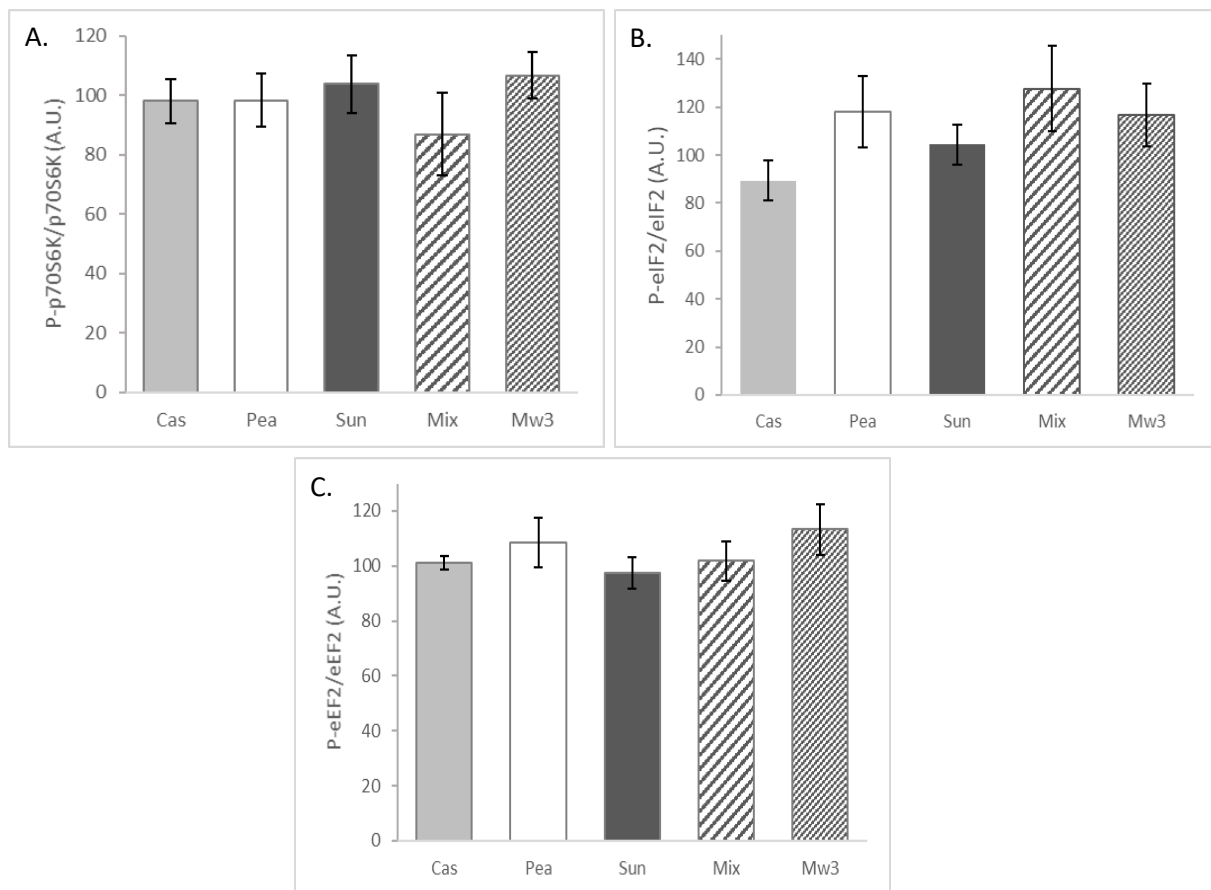 A.
P-p70S6K/p70S6K (A.U.)
120
100
80
60
40
20
0
Cas Pea Sun Mix Mw3
B.
P-eIF2/eIF2 (A.U.)
140
120
100
80
60
40
20
0
Cas Pea Sun Mix Mw3
C.
P-eEF2/eEF2 (A.U.)
120
100
80
60
40
20
0
Cas Pea Sun Mix Mw3